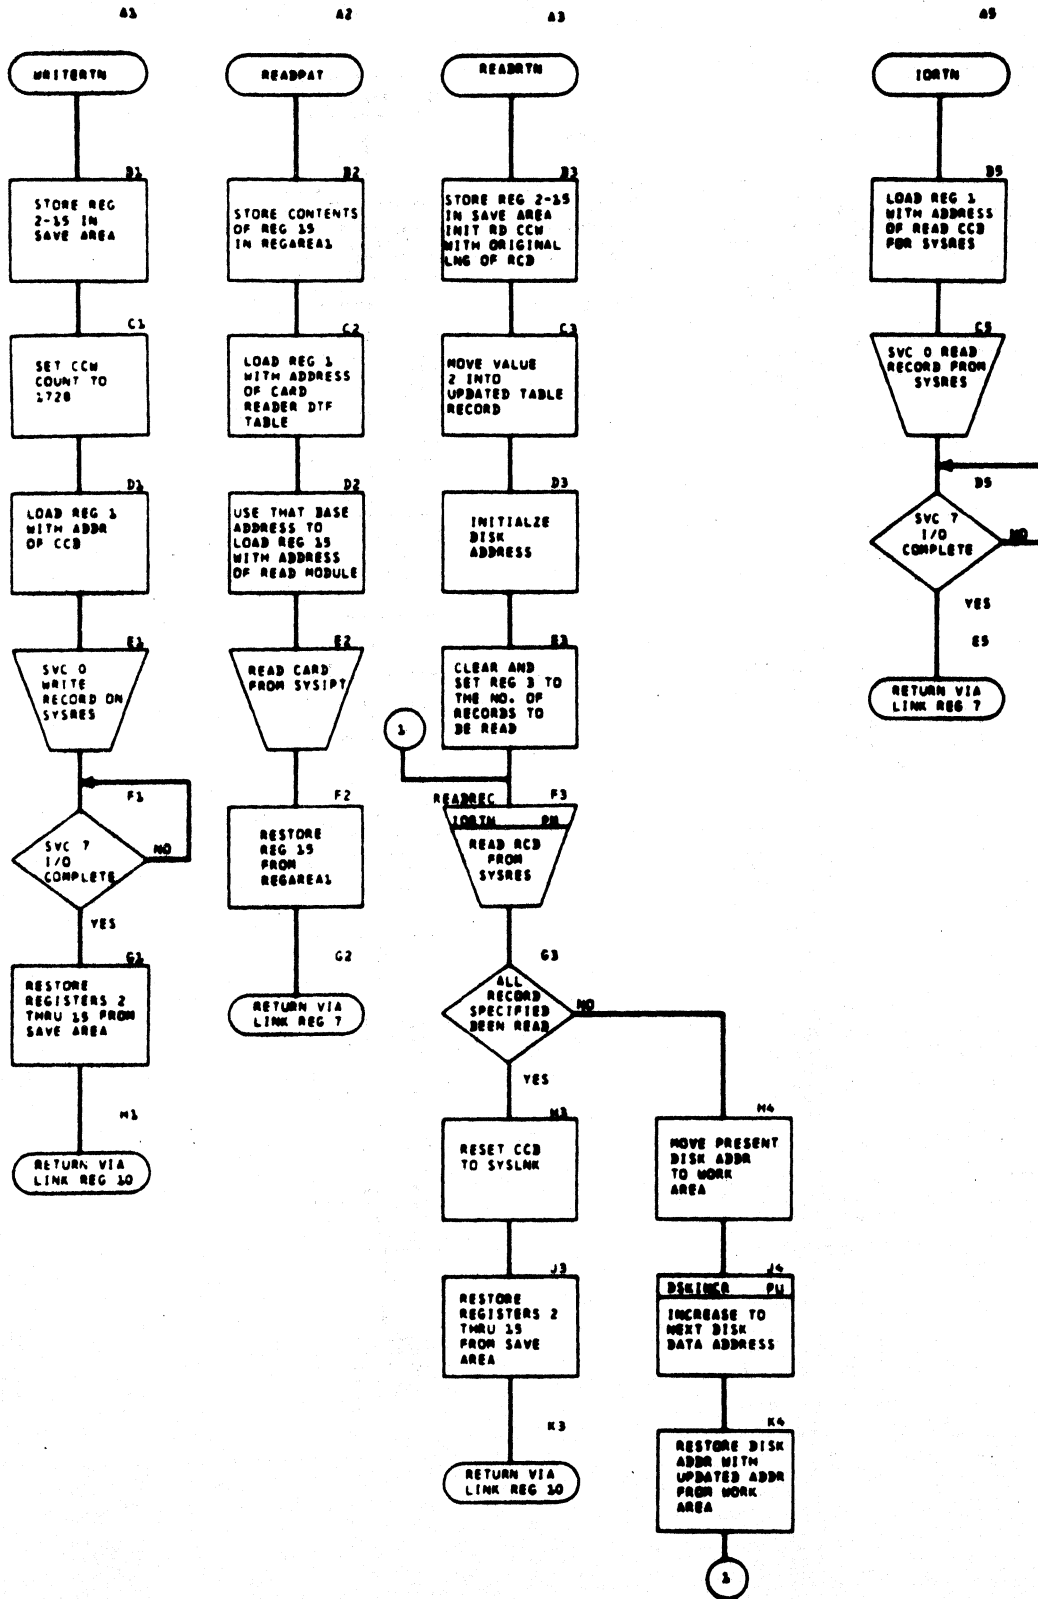 A1
WRITERTN
B1
STORE REG
2-15 IN
SAVE AREA
C1
SET CCW
COUNT TO
1728
D1
LOAD REG 1
WITH ADDR
OF CCB
E1
SVC 0
WRITE
RECORD ON
SYSRES
F1
SVC 7
I/O
COMPLETE
NO
YES
G1
RESTORE
REGISTERS 2
THRU 15 FROM
SAVE AREA
H1
RETURN VIA
LINK REG 10
A2
READPAT
B2
STORE CONTENTS
OF REG 15
IN REGAREA1
C2
LOAD REG 1
WITH ADDRESS
OF CARD
READER DTF
TABLE
D2
USE THAT BASE
ADDRESS TO
LOAD REG 15
WITH ADDRESS
OF READ MODULE
E2
READ CARD
FROM SYSIPT
F2
RESTORE
REG 15
FROM
REGAREA1
G2
RETURN VIA
LINK REG 7
A3
READRTN
B3
STORE REG 2-15
IN SAVE AREA
INIT RD CCW
WITH ORIGINAL
LNG OF RCD
C3
MOVE VALUE
2 INTO
UPDATED TABLE
RECORD
D3
INITIALZE
DISK
ADDRESS
E3
CLEAR AND
SET REG 3 TO
THE NO. OF
RECORDS TO
BE READ
1
READREC
F3
IORTN PN
READ RCD
FROM
SYSRES
G3
ALL
RECORD
SPECIFIED
BEEN READ
NO
YES
H3
RESET CCB
TO SYSLNK
J3
RESTORE
REGISTERS 2
THRU 15
FROM SAVE
AREA
K3
RETURN VIA
LINK REG 10
H4
MOVE PRESENT
DISK ADDR
TO WORK
AREA
J4
DSKINCR PU
INCREASE TO
NEXT DISK
DATA ADDRESS
K4
RESTORE DISK
ADDR WITH
UPDATED ADDR
FROM WORK
AREA
1
A5
IORTN
B5
LOAD REG 1
WITH ADDRESS
OF READ CCB
FOR SYSRES
C5
SVC 0 READ
RECORD FROM
SYSRES
D5
SVC 7
I/O
COMPLETE
NO
YES
E5
RETURN VIA
LINK REG 7